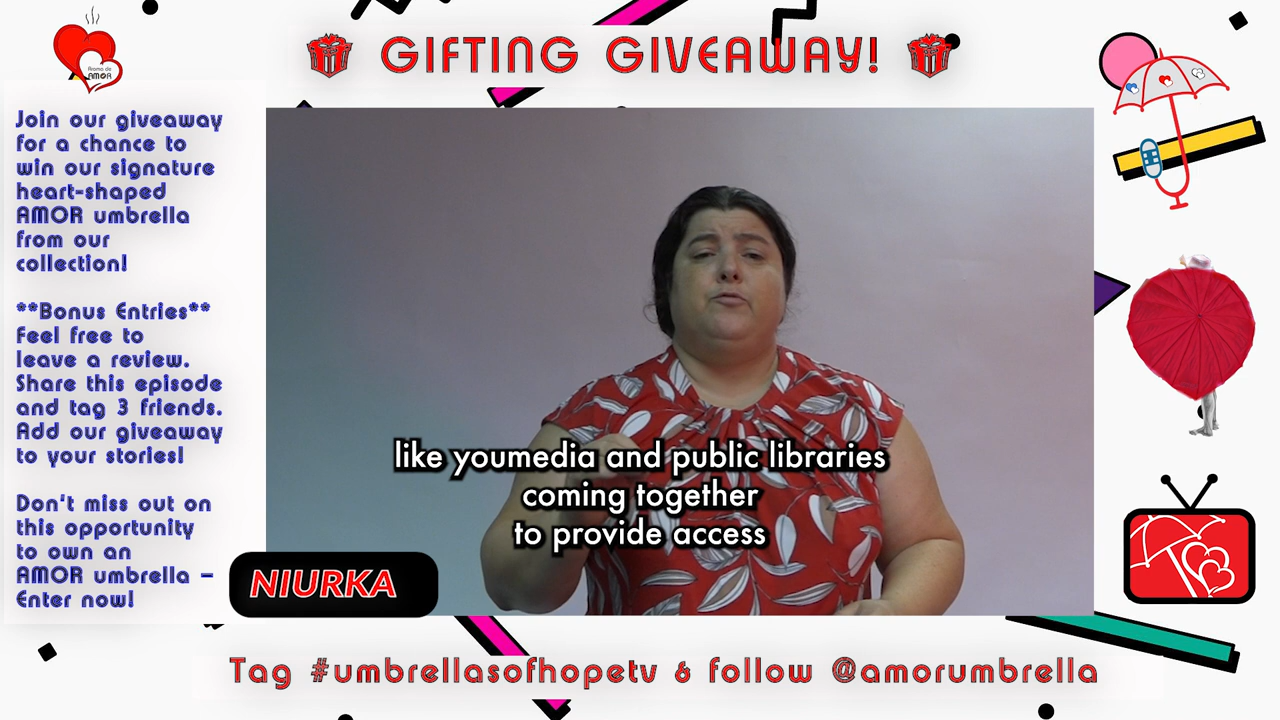 🎁 GIFTING GIVEAWAY! 🎁
Aroma de
AMOR
Join our giveaway
for a chance to
win our signature
heart-shaped
AMOR umbrella
from our
collection!
**Bonus Entries**
Feel free to
leave a review.
Share this episode
and tag 3 friends.
Add our giveaway
to your stories!
Don't miss out on
this opportunity
to own an
AMOR umbrella –
Enter now!
like youmedia and public libraries
coming together
to provide access
NIURKA
Tag #umbrellasofhopetv & follow @amorumbrella